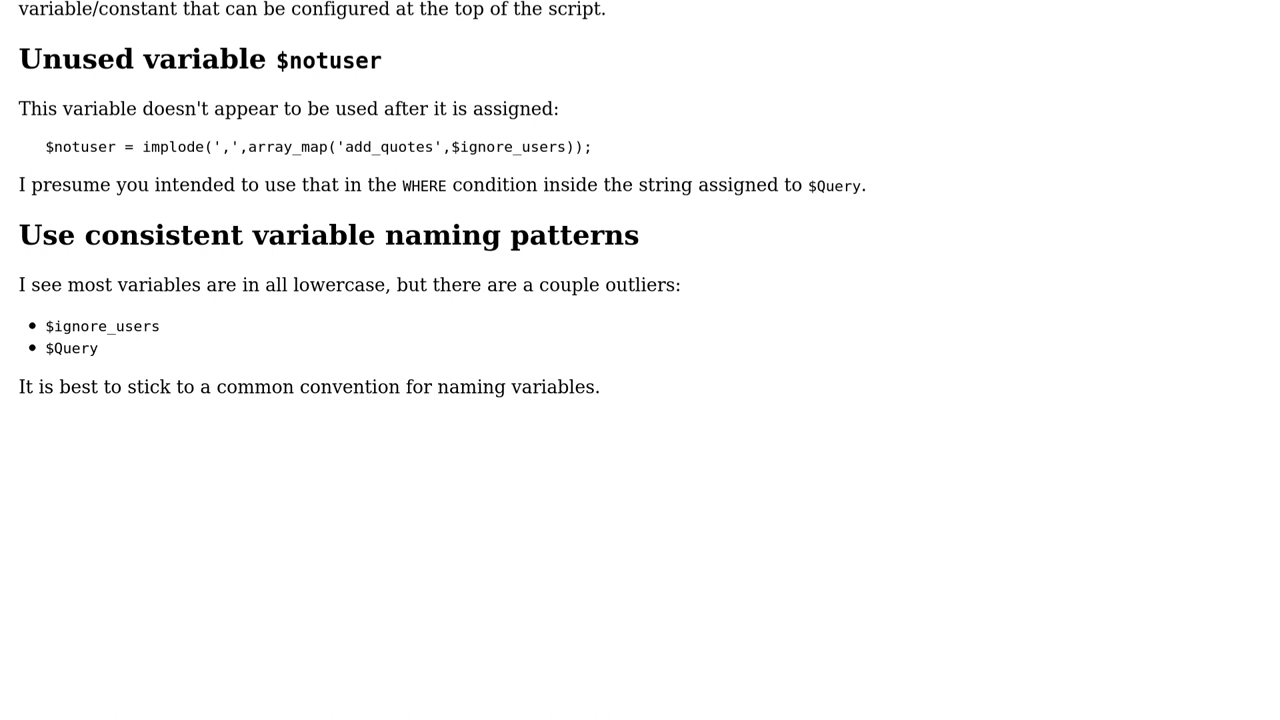 variable/constant that can be configured at the top of the script.
Unused variable $notuser
This variable doesn't appear to be used after it is assigned:
$notuser = implode(',',array_map('add_quotes',$ignore_users));
I presume you intended to use that in the WHERE condition inside the string assigned to $Query.
Use consistent variable naming patterns
I see most variables are in all lowercase, but there are a couple outliers:
• $ignore_users
• $Query
It is best to stick to a common convention for naming variables.